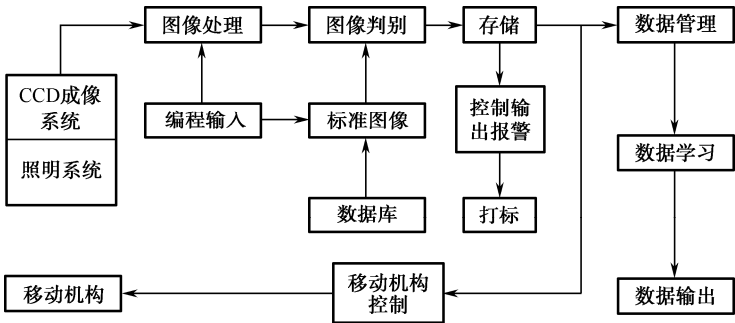 图像处理
图像判别
存储
数据管理
CCD成像
系统
照明系统
编程输入
标准图像
控制输
出报警
数据学习
数据库
打标
移动机构
移动机构
控制
数据输出